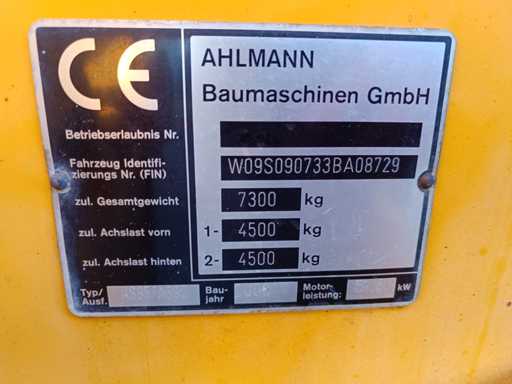 CE
AHLMANN
Baumaschinen GmbH
Betriebserlaubnis Nr.
Fahrzeug Identifi-
zierungs Nr. (FIN) W09S090733BA08729
zul. Gesamtgewicht 7300 kg
zul. Achslast vorn 1- 4500 kg
zul. Achslast hinten 2- 4500 kg
Typ/
Ausf.
Bau-
jahr
Motor-
leistung: kW